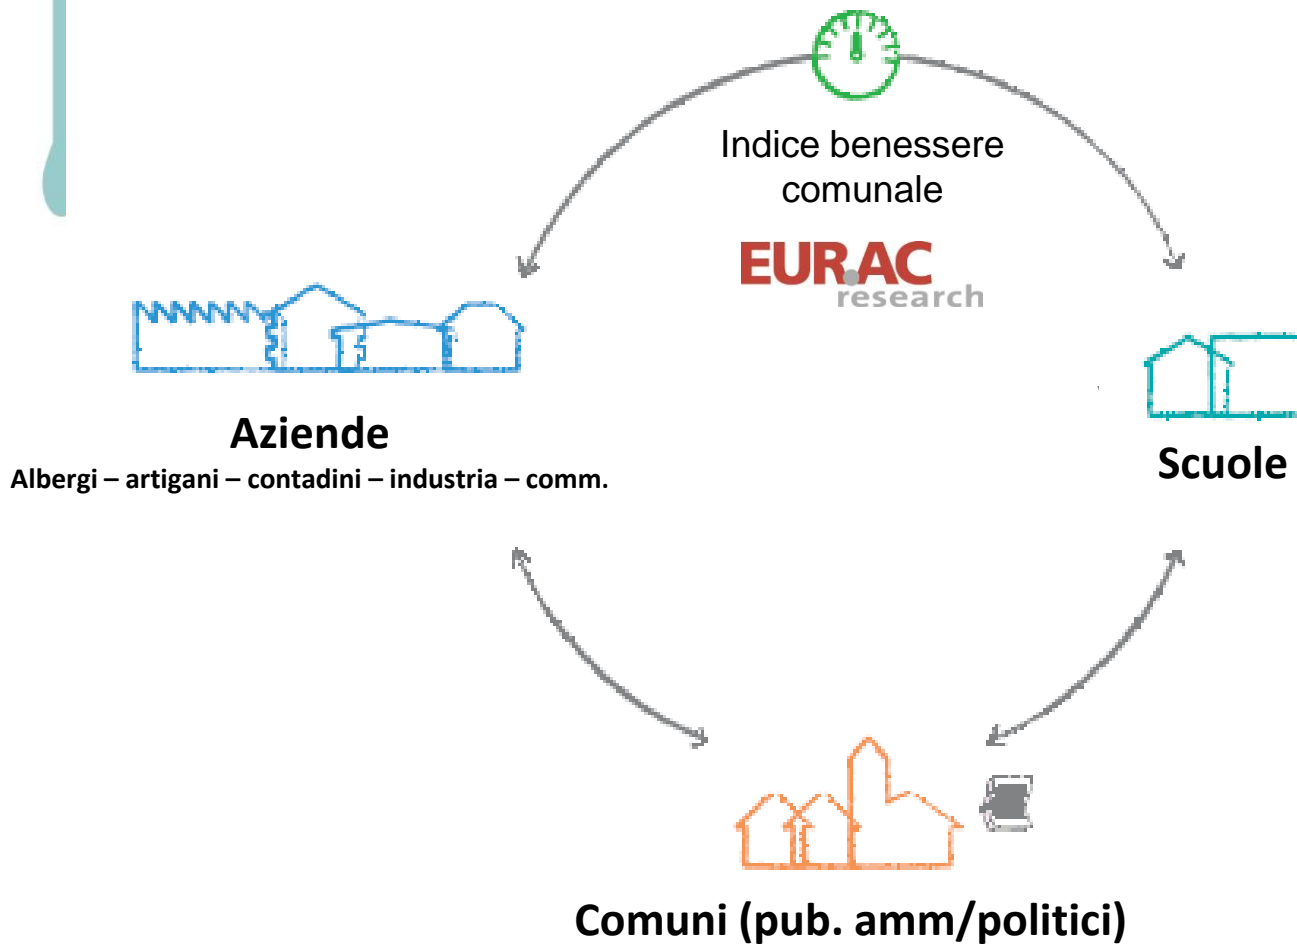 Indice benessere
comunale
EURAC
research
Aziende
Albergi – artigani – contadini – industria – comm.
Scuole
Comuni (pub. amm/politici)